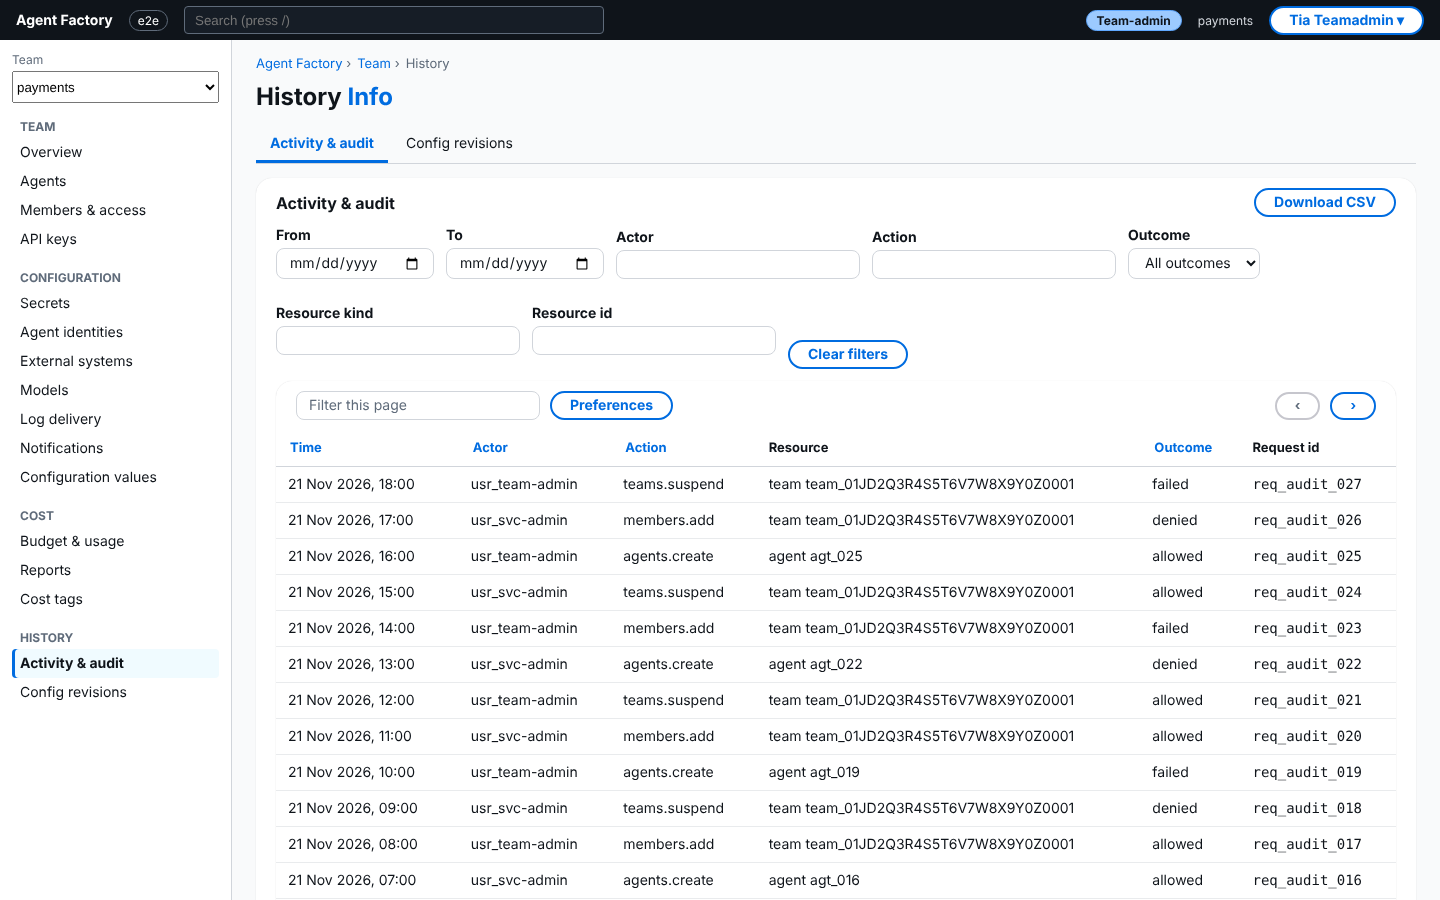 Agent Factory e2e Search (press /) Team-admin payments Tia Teamadmin ▾
Team
payments
TEAM
Overview
Agents
Members & access
API keys
CONFIGURATION
Secrets
Agent identities
External systems
Models
Log delivery
Notifications
Configuration values
COST
Budget & usage
Reports
Cost tags
HISTORY
Activity & audit
Config revisions
Agent Factory › Team › History
History Info
Activity & audit Config revisions
Activity & audit Download CSV
From To Actor Action Outcome
mm/dd/yyyy mm/dd/yyyy All outcomes
Resource kind Resource id
Clear filters
Filter this page Preferences ‹ ›
Time Actor Action Resource Outcome Request id
21 Nov 2026, 18:00 usr_team-admin teams.suspend team team_01JD2Q3R4S5T6V7W8X9Y0Z0001 failed req_audit_027
21 Nov 2026, 17:00 usr_svc-admin members.add team team_01JD2Q3R4S5T6V7W8X9Y0Z0001 denied req_audit_026
21 Nov 2026, 16:00 usr_team-admin agents.create agent agt_025 allowed req_audit_025
21 Nov 2026, 15:00 usr_svc-admin teams.suspend team team_01JD2Q3R4S5T6V7W8X9Y0Z0001 allowed req_audit_024
21 Nov 2026, 14:00 usr_team-admin members.add team team_01JD2Q3R4S5T6V7W8X9Y0Z0001 failed req_audit_023
21 Nov 2026, 13:00 usr_svc-admin agents.create agent agt_022 denied req_audit_022
21 Nov 2026, 12:00 usr_team-admin teams.suspend team team_01JD2Q3R4S5T6V7W8X9Y0Z0001 allowed req_audit_021
21 Nov 2026, 11:00 usr_svc-admin members.add team team_01JD2Q3R4S5T6V7W8X9Y0Z0001 allowed req_audit_020
21 Nov 2026, 10:00 usr_team-admin agents.create agent agt_019 failed req_audit_019
21 Nov 2026, 09:00 usr_svc-admin teams.suspend team team_01JD2Q3R4S5T6V7W8X9Y0Z0001 denied req_audit_018
21 Nov 2026, 08:00 usr_team-admin members.add team team_01JD2Q3R4S5T6V7W8X9Y0Z0001 allowed req_audit_017
21 Nov 2026, 07:00 usr_svc-admin agents.create agent agt_016 allowed req_audit_016